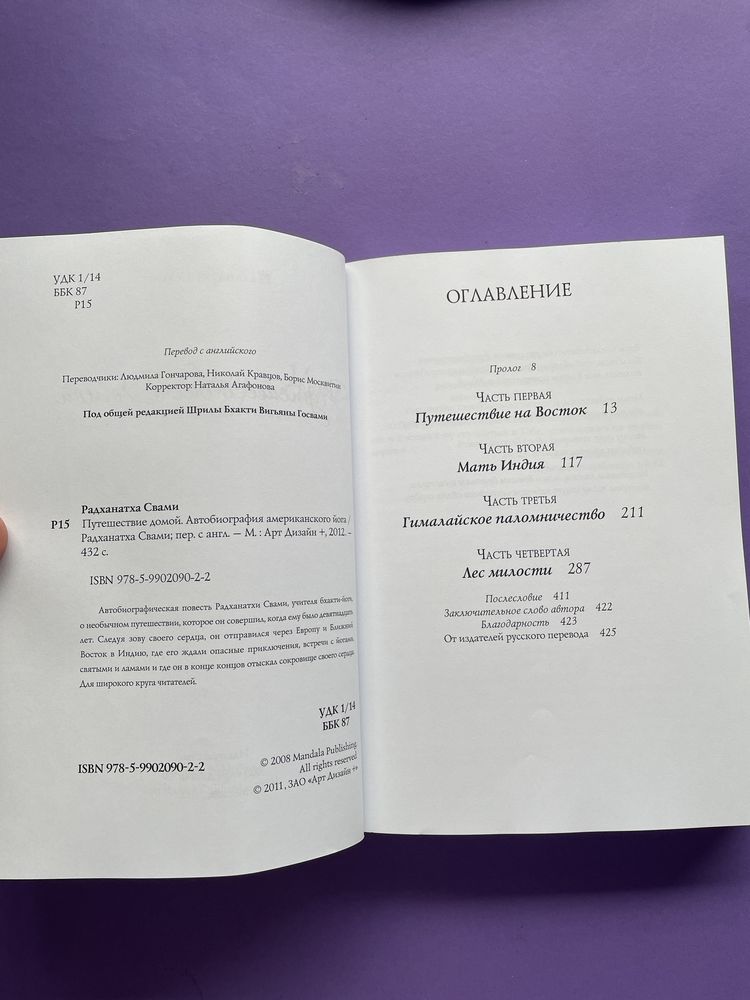 УДК 1/14
ББК 87
Р15
Перевод с английского
Переводчики: Людмила Гончарова, Николай Кравцов, Борис Москвитин
Корректор: Наталья Агафонова
Под общей редакцией Шрилы Бхакти Вигьяны Госвами
Радханатха Свами
Р15 Путешествие домой. Автобиография американского йога /
Радханатха Свами; пер. с англ. — М. : Арт Дизайн +, 2012. –
432 с.
ISBN 978-5-9902090-2-2
Автобиографическая повесть Радханатхи Свами, учителя бхакти-йоги,
о необычном путешествии, которое он совершил, когда ему было девятнадцать
лет. Следуя зову своего сердца, он отправился через Европу и Ближний
Восток в Индию, где его ждали опасные приключения, встречи с йогами,
святыми и ламами и где он в конце концов отыскал сокровище своего сердца.
Для широкого круга читателей.
УДК 1/14
ББК 87
ISBN 978-5-9902090-2-2
© 2008 Mandala Publishing
All rights reserved
© 2011, ЗАО «Арт Дизайн +»
ОГЛАВЛЕНИЕ
Пролог 8
Часть первая
Путешествие на Восток 13
Часть вторая
Мать Индия 117
Часть третья
Гималайское паломничество 211
Часть четвертая
Лес милости 287
Послесловие 411
Заключительное слово автора 422
Благодарность 423
От издателей русского перевода 425